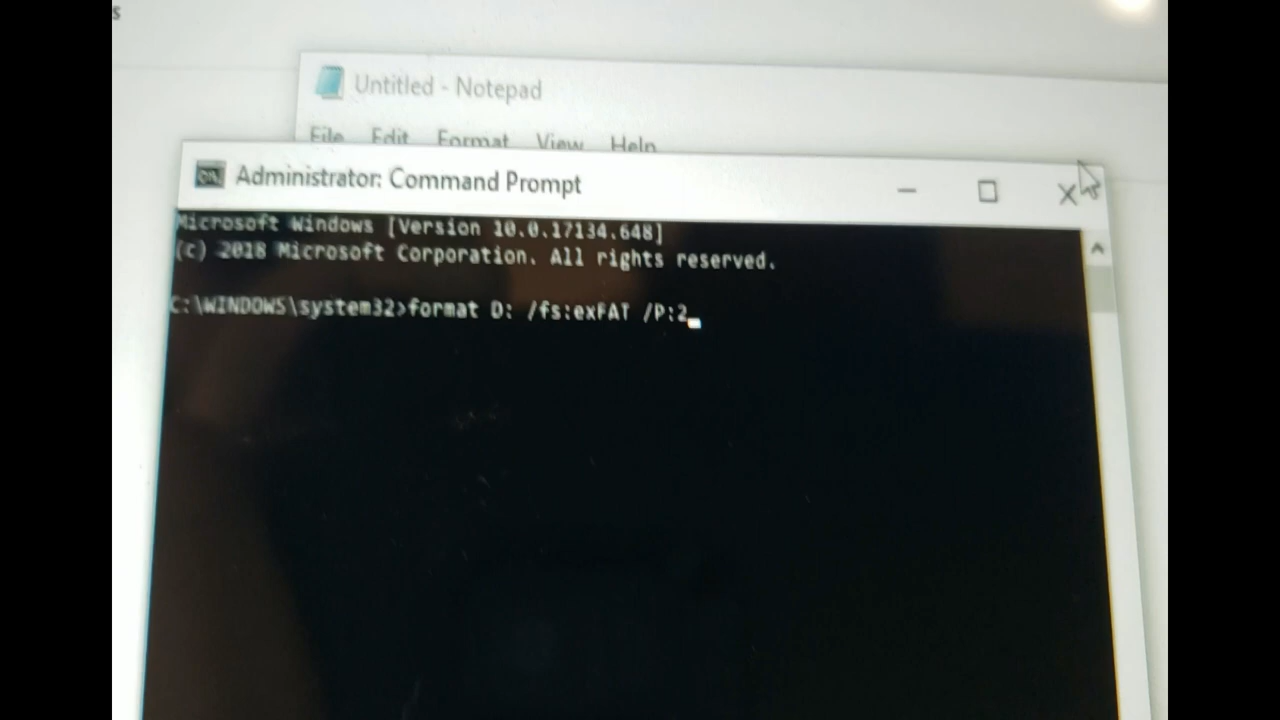 s
Untitled - Notepad
File Edit Format View Help
Administrator: Command Prompt
Microsoft Windows [Version 10.0.17134.648]
(c) 2018 Microsoft Corporation. All rights reserved.
C:\WINDOWS\system32>format D: /fs:exFAT /P:2